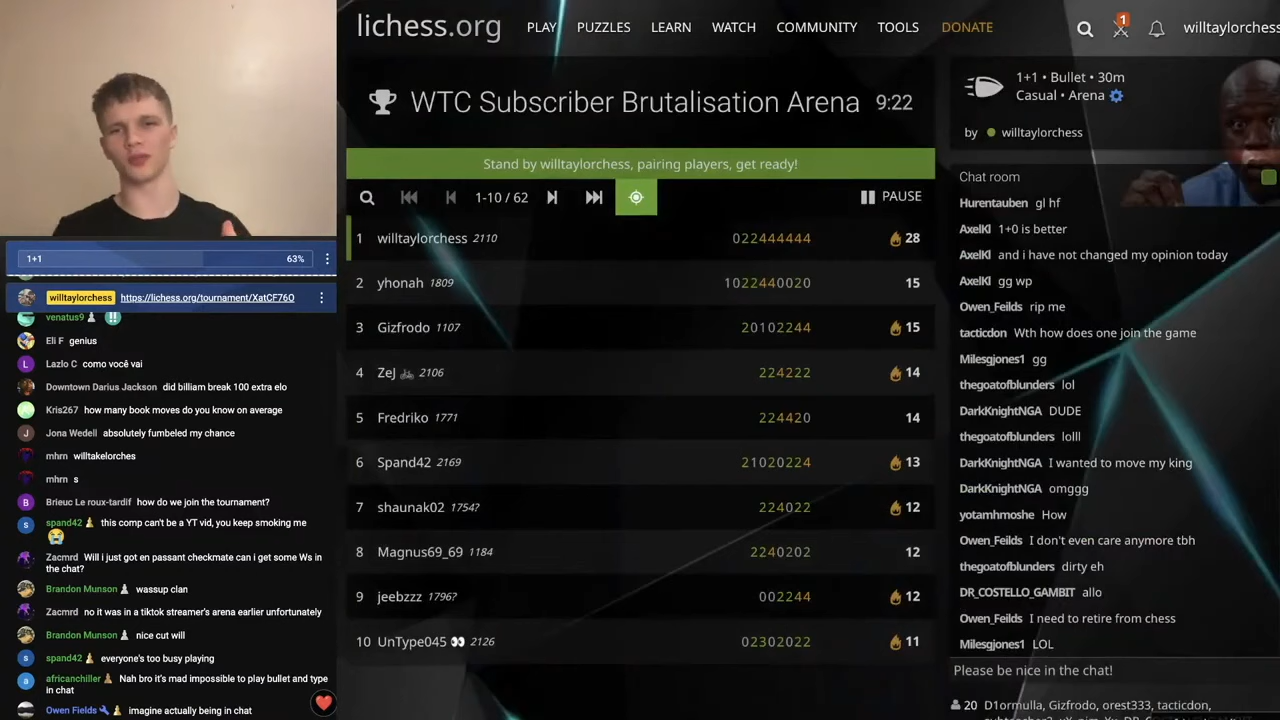 lichess.org
PLAY PUZZLES LEARN WATCH COMMUNITY TOOLS DONATE
1
willtaylorchess
WTC Subscriber Brutalisation Arena 9:22
Stand by willtaylorchess, pairing players, get ready!
1-10 / 62 PAUSE
1 willtaylorchess 2110 022444444 28
2 yhonah 1809 1022440020 15
3 Gizfrodo 1107 20102244 15
4 ZeJ 2106 224222 14
5 Fredriko 1771 224420 14
6 Spand42 2169 21020224 13
7 shaunak02 1754? 224022 12
8 Magnus69_69 1184 2240202 12
9 jeebzzz 1796? 002244 12
10 UnType045 2126 02302022 11
1+1 • Bullet • 30m
Casual • Arena
by willtaylorchess
Chat room
Hurentauben gl hf
AxelKl 1+0 is better
AxelKl and i have not changed my opinion today
AxelKl gg wp
Owen_Feilds rip me
tacticdon Wth how does one join the game
Milesgjones1 gg
thegoatofblunders lol
DarkKnightNGA DUDE
thegoatofblunders lolll
DarkKnightNGA I wanted to move my king
DarkKnightNGA omggg
yotamhmoshe How
Owen_Feilds I don't even care anymore tbh
thegoatofblunders dirty eh
DR_COSTELLO_GAMBIT allo
Owen_Feilds I need to retire from chess
Milesgjones1 LOL
Please be nice in the chat!
20 D1ormulla, Gizfrodo, orest333, tacticdon,
1+1 63%
willtaylorchess https://lichess.org/tournament/XatCF76O
venatus9
Eli F genius
Lazlo C como você vai
Downtown Darius Jackson did billiam break 100 extra elo
Kris267 how many book moves do you know on average
Jona Wedell absolutely fumbeled my chance
mhrn willtakelorches
mhrn s
Brieuc Le roux-tardif how do we join the tournament?
spand42 this comp can't be a YT vid, you keep smoking me
Zacmrd Will i just got en passant checkmate can i get some Ws in
the chat?
Brandon Munson wassup clan
Zacmrd no it was in a tiktok streamer's arena earlier unfortunately
Brandon Munson nice cut will
spand42 everyone's too busy playing
africanchiller Nah bro it's mad impossible to play bullet and type
in chat
Owen Fields imagine actually being in chat